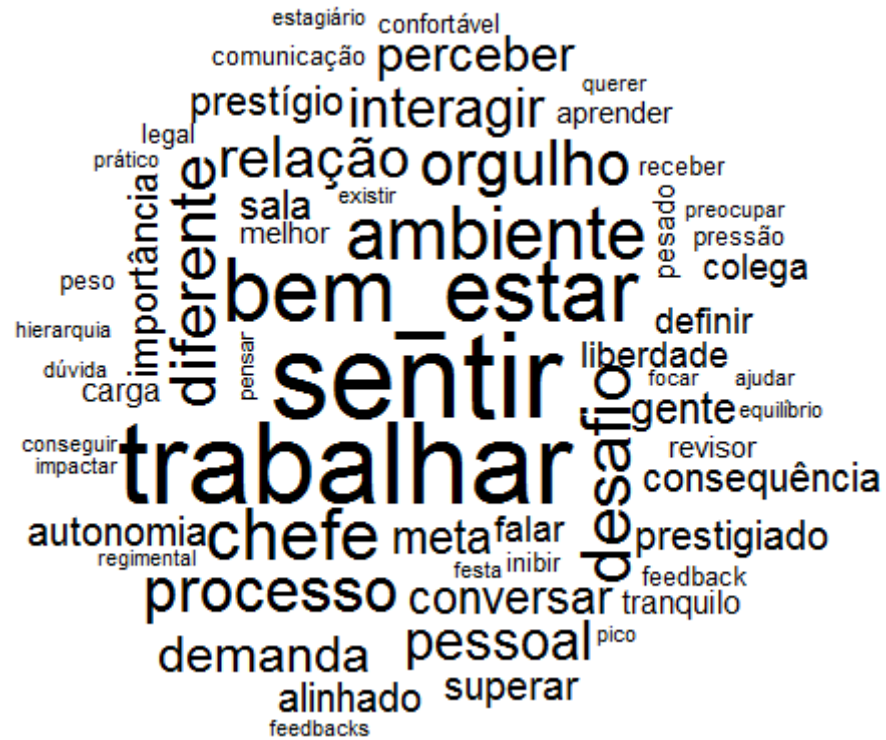 estagiário confortável
comunicação perceber
querer
prestígio interagir aprender
legal
prático
relação orgulho receber
importância
diferente
sala existir
melhor
ambiente
pesado
preocupar
pressão
colega
peso
bem_estar
definir
hierarquia
dúvida
carga
pensar
sentir
liberdade
focar ajudar
gente equilíbrio
desafio
conseguir
impactar
trabalhar
revisor
consequência
autonomia chefe meta falar
prestigiado
regimental
festa inibir
feedback
processo conversar tranquilo
demanda pessoal pico
alinhado superar
feedbacks